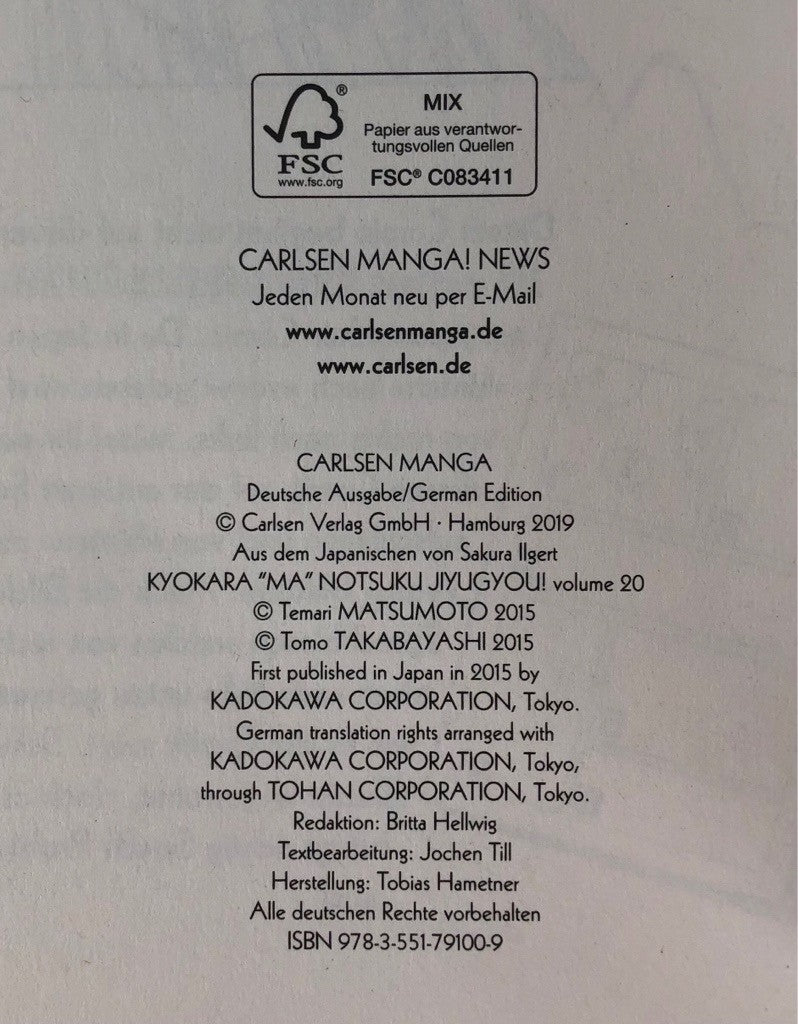 MIX
Papier aus verantwor-
tungsvollen Quellen
FSC® C083411
®
FSC
www.fsc.org
CARLSEN MANGA! NEWS
Jeden Monat neu per E-Mail
www.carlsenmanga.de
www.carlsen.de
CARLSEN MANGA
Deutsche Ausgabe/German Edition
© Carlsen Verlag GmbH · Hamburg 2019
Aus dem Japanischen von Sakura Ilgert
KYOKARA "MA" NOTSUKU JIYUGYOU! volume 20
© Temari MATSUMOTO 2015
© Tomo TAKABAYASHI 2015
First published in Japan in 2015 by
KADOKAWA CORPORATION, Tokyo.
German translation rights arranged with
KADOKAWA CORPORATION, Tokyo,
through TOHAN CORPORATION, Tokyo.
Redaktion: Britta Hellwig
Textbearbeitung: Jochen Till
Herstellung: Tobias Hametner
Alle deutschen Rechte vorbehalten
ISBN 978-3-551-79100-9